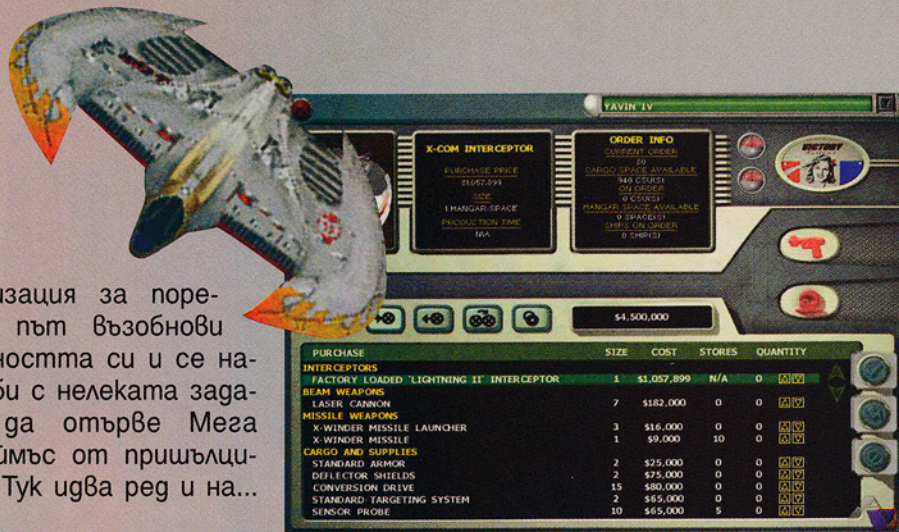 YAVIN IV
X-COM INTERCEPTOR
PURCHASE PRICE
$1,057,899
SIZE
1 HANGAR SPACE
PRODUCTION TIME
N/A
ORDER INFO
CURRENT ORDER
$0
CARGO SPACE AVAILABLE
940 CSU(S)
ON ORDER
0 CSU(S)
HANGAR SPACE AVAILABLE
0 SPACE(S)
SHIPS ON ORDER
0 SHIP(S)
VICTORY
$4,500,000
PURCHASE SIZE COST STORES QUANTITY
INTERCEPTORS
FACTORY LOADED "LIGHTNING II" INTERCEPTOR 1 $1,057,899 N/A 0
BEAM WEAPONS
LASER CANNON 7 $182,000 0 0
MISSILE WEAPONS
X-WINDER MISSILE LAUNCHER 3 $16,000 0 0
X-WINDER MISSILE 1 $9,000 10 0
CARGO AND SUPPLIES
STANDARD ARMOR 2 $25,000 0 0
DEFLECTOR SHIELDS 2 $75,000 0 0
CONVERSION DRIVE 15 $80,000 0 0
STANDARD TARGETING SYSTEM 2 $65,000 0 0
SENSOR PROBE 10 $65,000 5 0
изация за поре-
път възобнови
ността си и се на-
би с нелеката зада-
да отърве Мега
ймъс от пришълци-
Тук идва ред и на...